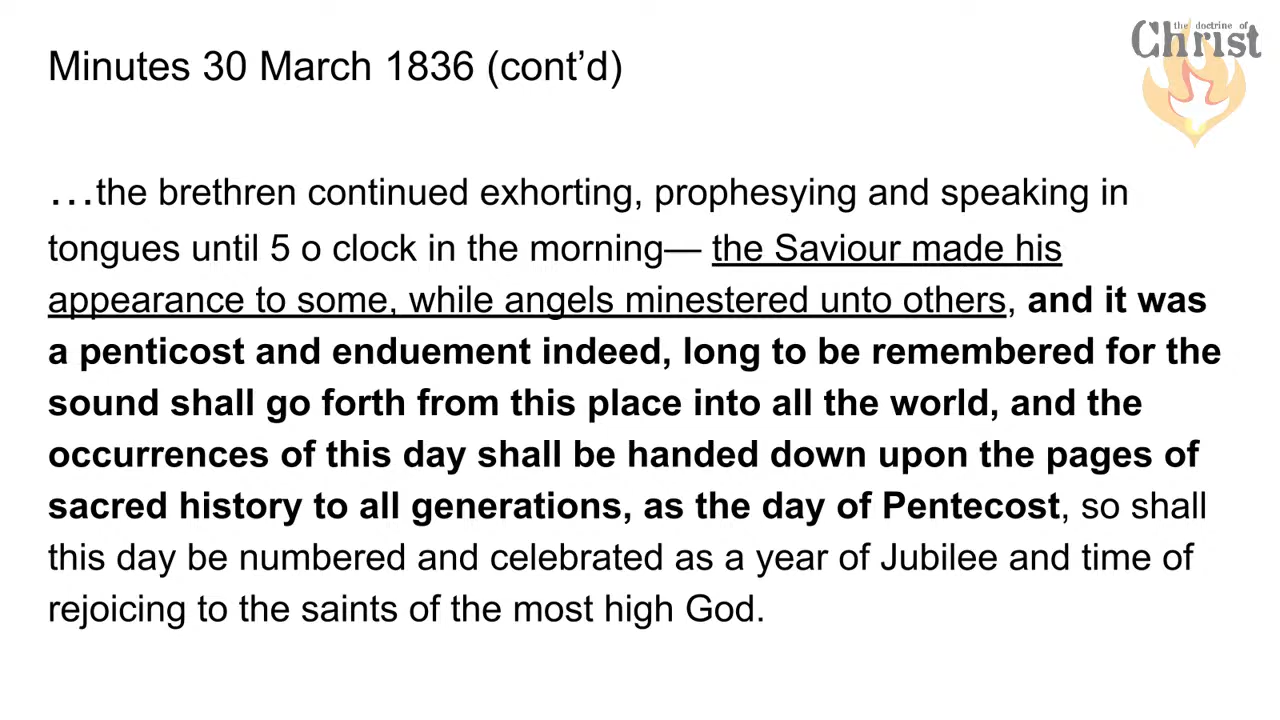 the doctrine of
Christ
Minutes 30 March 1836 (cont’d)
…the brethren continued exhorting, prophesying and speaking in
tongues until 5 o clock in the morning— the Saviour made his
appearance to some, while angels minestered unto others, and it was
a penticost and enduement indeed, long to be remembered for the
sound shall go forth from this place into all the world, and the
occurrences of this day shall be handed down upon the pages of
sacred history to all generations, as the day of Pentecost, so shall
this day be numbered and celebrated as a year of Jubilee and time of
rejoicing to the saints of the most high God.